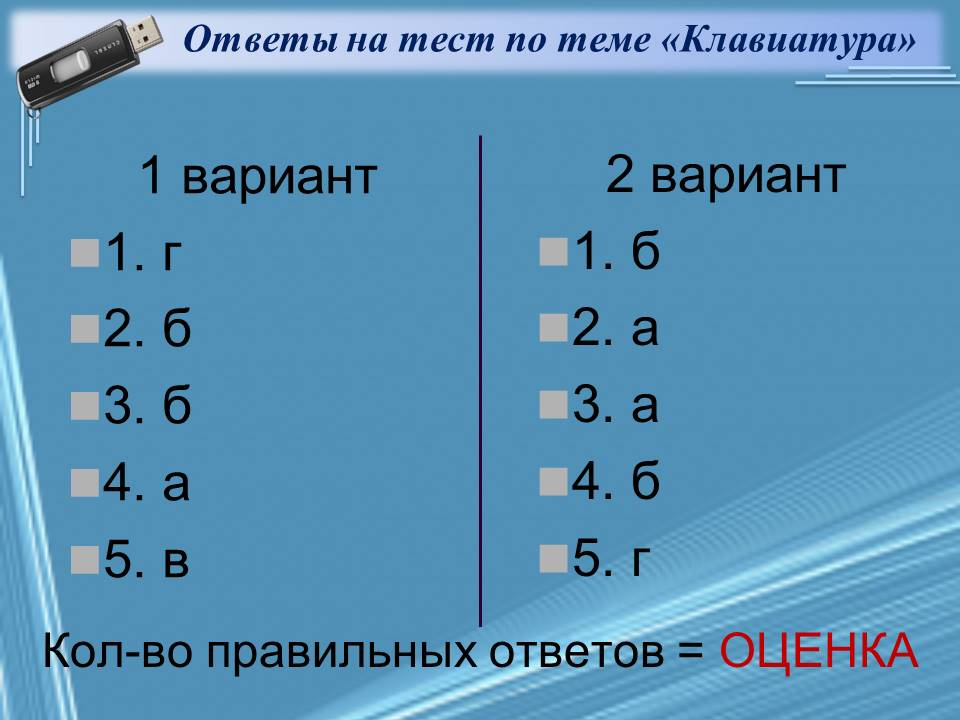 Ответы на тест по теме «Клавиатура»
1 вариант
1. г
2. б
3. б
4. а
5. в
2 вариант
1. б
2. а
3. а
4. б
5. г
Кол-во правильных ответов = ОЦЕНКА